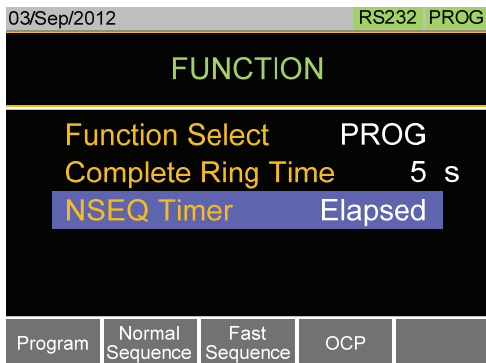 03/Sep/2012 RS232 PROG
FUNCTION
Function Select PROG
Complete Ring Time 5 s
NSEQ Timer Elapsed
Program Normal Sequence Fast Sequence OCP